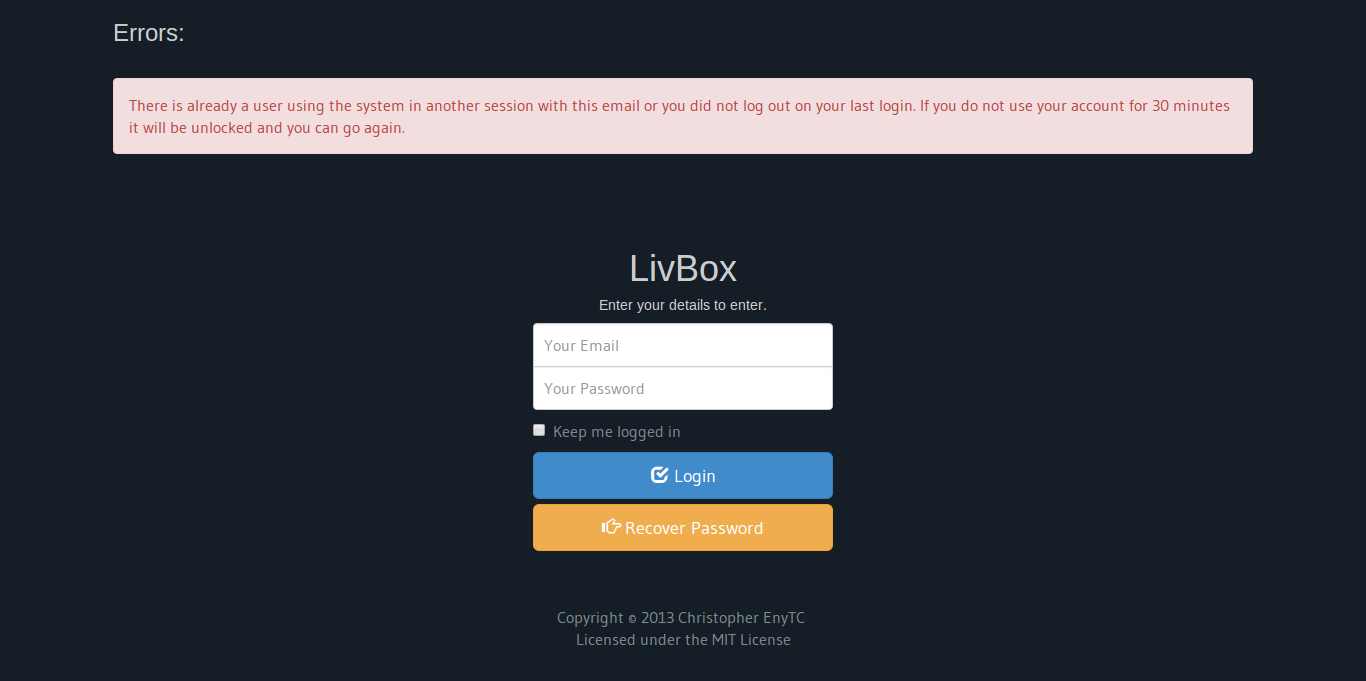 Errors:
There is already a user using the system in another session with this email or you did not log out on your last login. If you do not use your account for 30 minutes
it will be unlocked and you can go again.
LivBox
Enter your details to enter.
Your Email
Your Password
Keep me logged in
Login
Recover Password
Copyright © 2013 Christopher EnyTC
Licensed under the MIT License